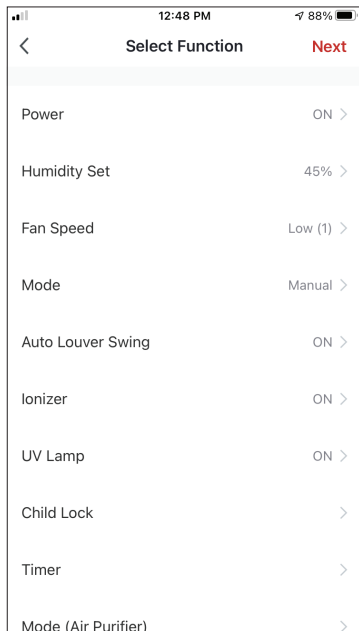 12:48 PM 88%
Select Function Next
Power ON
Humidity Set 45%
Fan Speed Low (1)
Mode Manual
Auto Louver Swing ON
Ionizer ON
UV Lamp ON
Child Lock
Timer
Mode (Air Purifier)